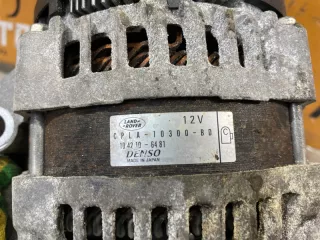 LAND
ROVER
12V
CPLA-10300-BD
104210-6481
DENSO
MADE IN JAPAN
C